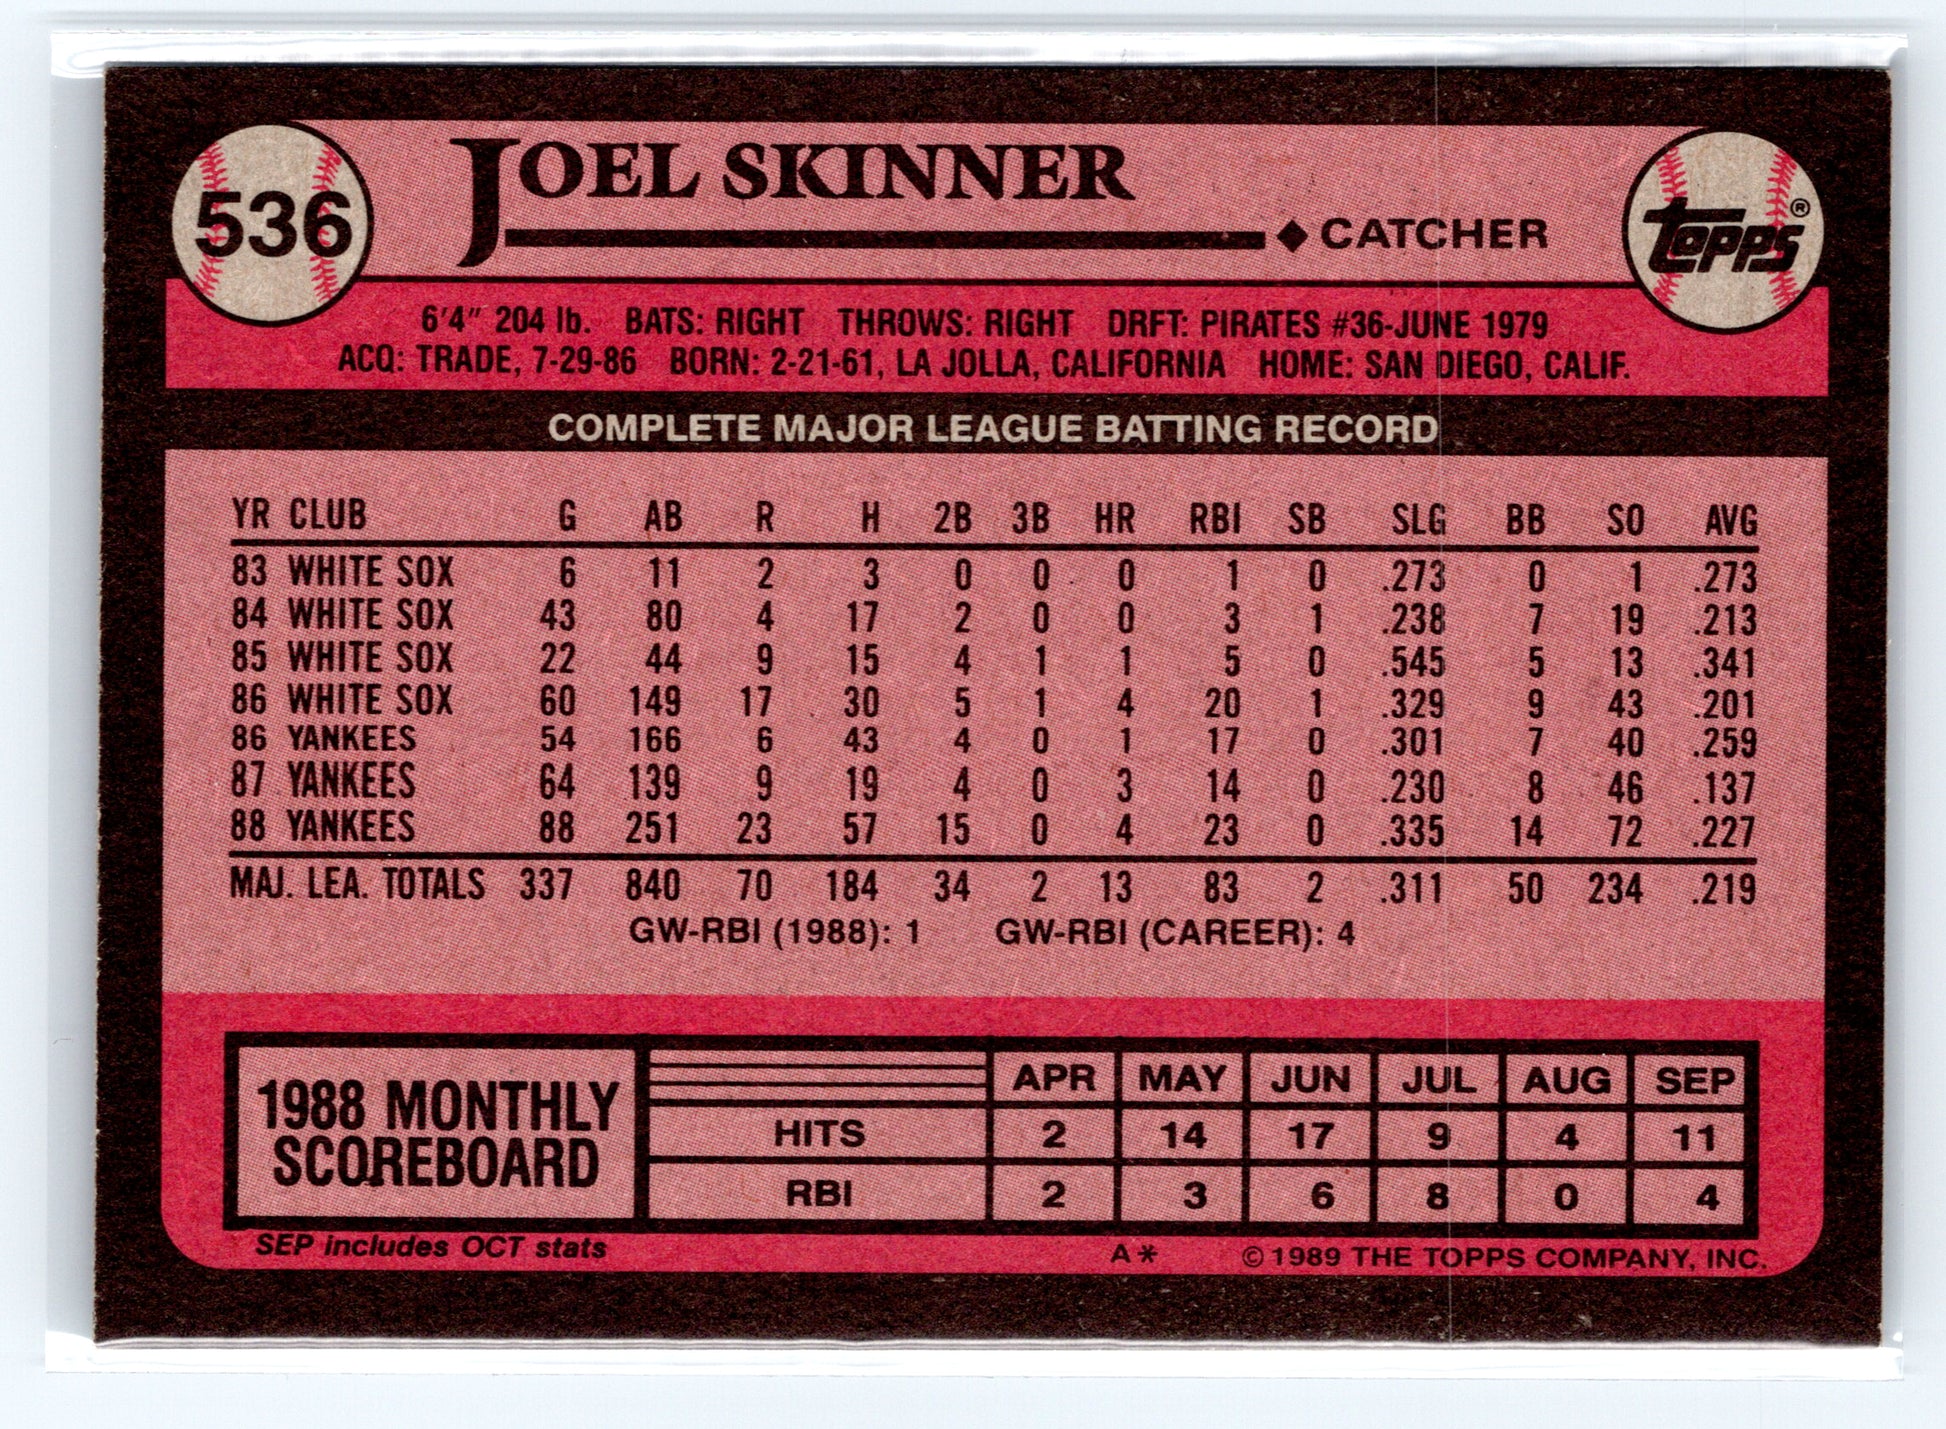 536
JOEL SKINNER
◆ CATCHER
topps®
6'4" 204 lb. BATS: RIGHT THROWS: RIGHT DRFT: PIRATES #36-JUNE 1979
ACQ: TRADE, 7-29-86 BORN: 2-21-61, LA JOLLA, CALIFORNIA HOME: SAN DIEGO, CALIF.
COMPLETE MAJOR LEAGUE BATTING RECORD
YR CLUB G AB R H 2B 3B HR RBI SB SLG BB SO AVG
83 WHITE SOX 6 11 2 3 0 0 0 1 0 .273 0 1 .273
84 WHITE SOX 43 80 4 17 2 0 0 3 1 .238 7 19 .213
85 WHITE SOX 22 44 9 15 4 1 1 5 0 .545 5 13 .341
86 WHITE SOX 60 149 17 30 5 1 4 20 1 .329 9 43 .201
86 YANKEES 54 166 6 43 4 0 1 17 0 .301 7 40 .259
87 YANKEES 64 139 9 19 4 0 3 14 0 .230 8 46 .137
88 YANKEES 88 251 23 57 15 0 4 23 0 .335 14 72 .227
MAJ. LEA. TOTALS 337 840 70 184 34 2 13 83 2 .311 50 234 .219
GW-RBI (1988): 1 GW-RBI (CAREER): 4
1988 MONTHLY
SCOREBOARD
APR MAY JUN JUL AUG SEP
HITS 2 14 17 9 4 11
RBI 2 3 6 8 0 4
SEP includes OCT stats
A* © 1989 THE TOPPS COMPANY, INC.